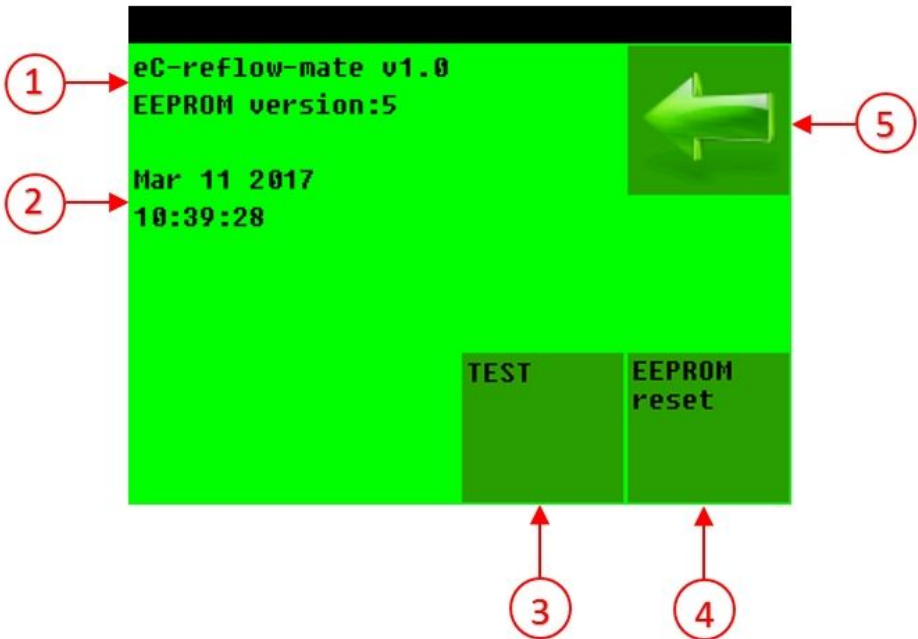 eC-reflow-mate v1.0
EEPROM version:5
Mar 11 2017
10:39:28
TEST
EEPROM
reset
1
2
3
4
5